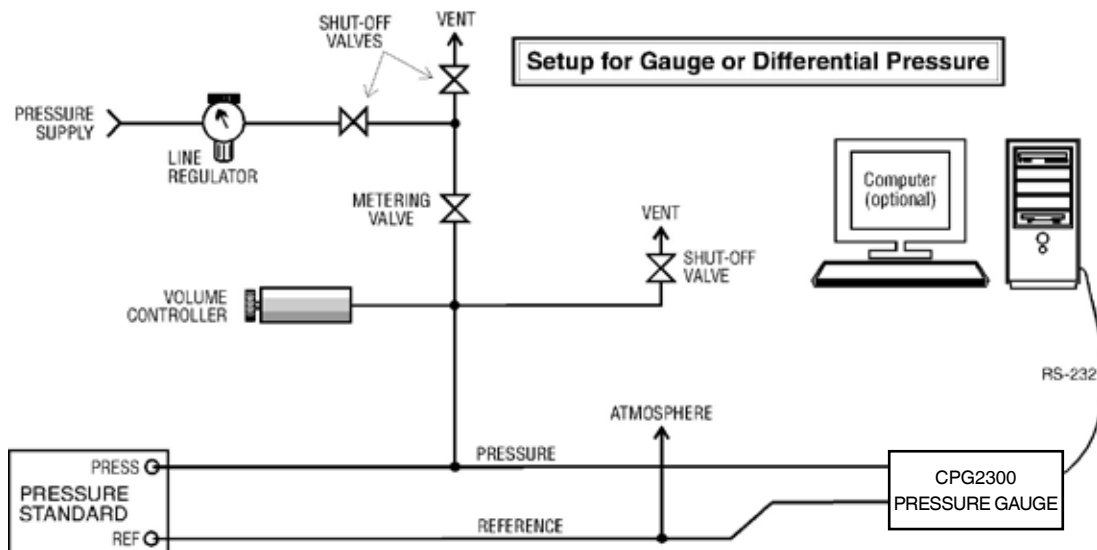 SHUT-OFF
VALVES
VENT
Setup for Gauge or Differential Pressure
PRESSURE
SUPPLY
LINE
REGULATOR
Computer
(optional)
METERING
VALVE
VENT
SHUT-OFF
VALVE
VOLUME
CONTROLLER
RS-232
ATMOSPHERE
PRESS
PRESSURE
PRESSURE
STANDARD
CPG2300
PRESSURE GAUGE
REF
REFERENCE